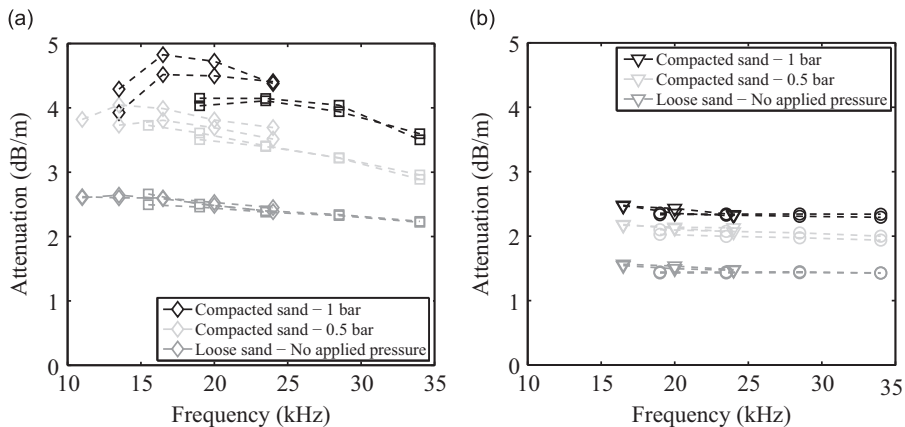 (a)
Attenuation (dB/m)
5
4
3
2
1
0
10
15
20
25
30
35
Frequency (kHz)
Compacted sand − 1 bar
Compacted sand − 0.5 bar
Loose sand − No applied pressure
(b)
Attenuation (dB/m)
5
4
3
2
1
0
10
15
20
25
30
35
Frequency (kHz)
Compacted sand − 1 bar
Compacted sand − 0.5 bar
Loose sand − No applied pressure